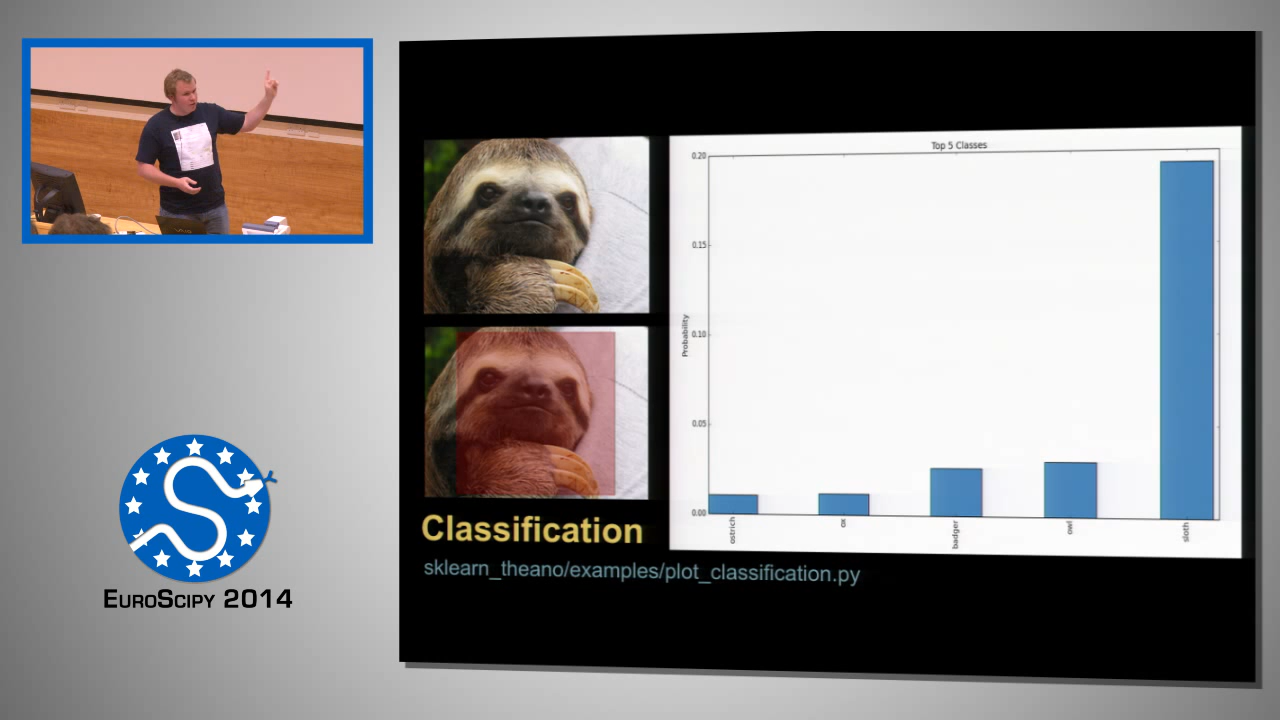 Top 5 Classes
0.20
0.15
0.10
0.05
0.00
Probability
ostrich
ox
badger
owl
sloth
Classification
sklearn_theano/examples/plot_classification.py
EuroScipy 2014